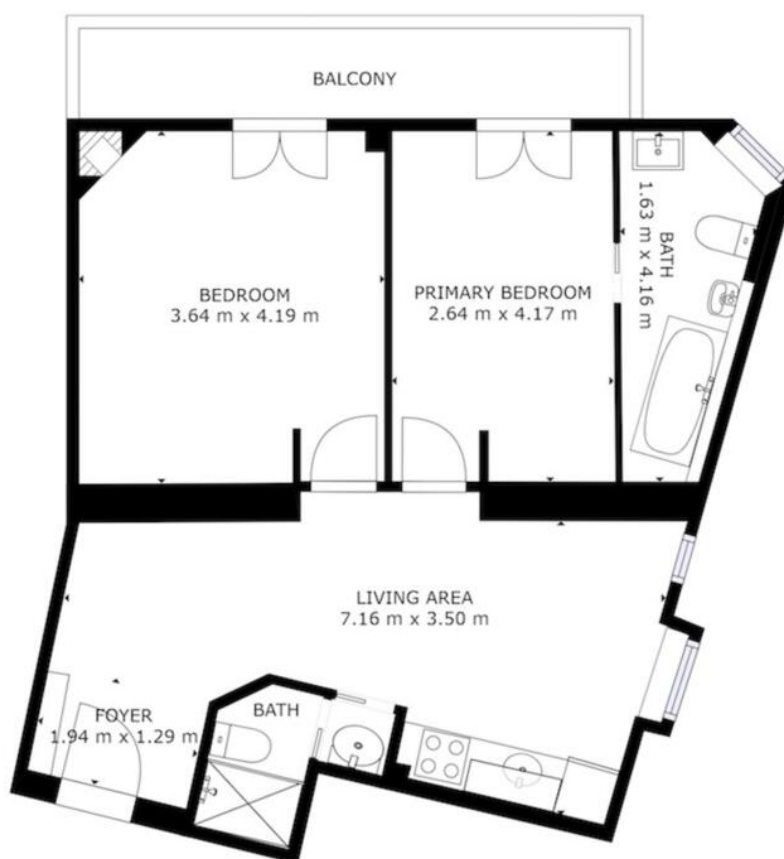 BALCONY
BEDROOM
3.64 m x 4.19 m
PRIMARY BEDROOM
2.64 m x 4.17 m
BATH
1.63 m x 4.16 m
LIVING AREA
7.16 m x 3.50 m
FOYER
1.94 m x 1.29 m
BATH